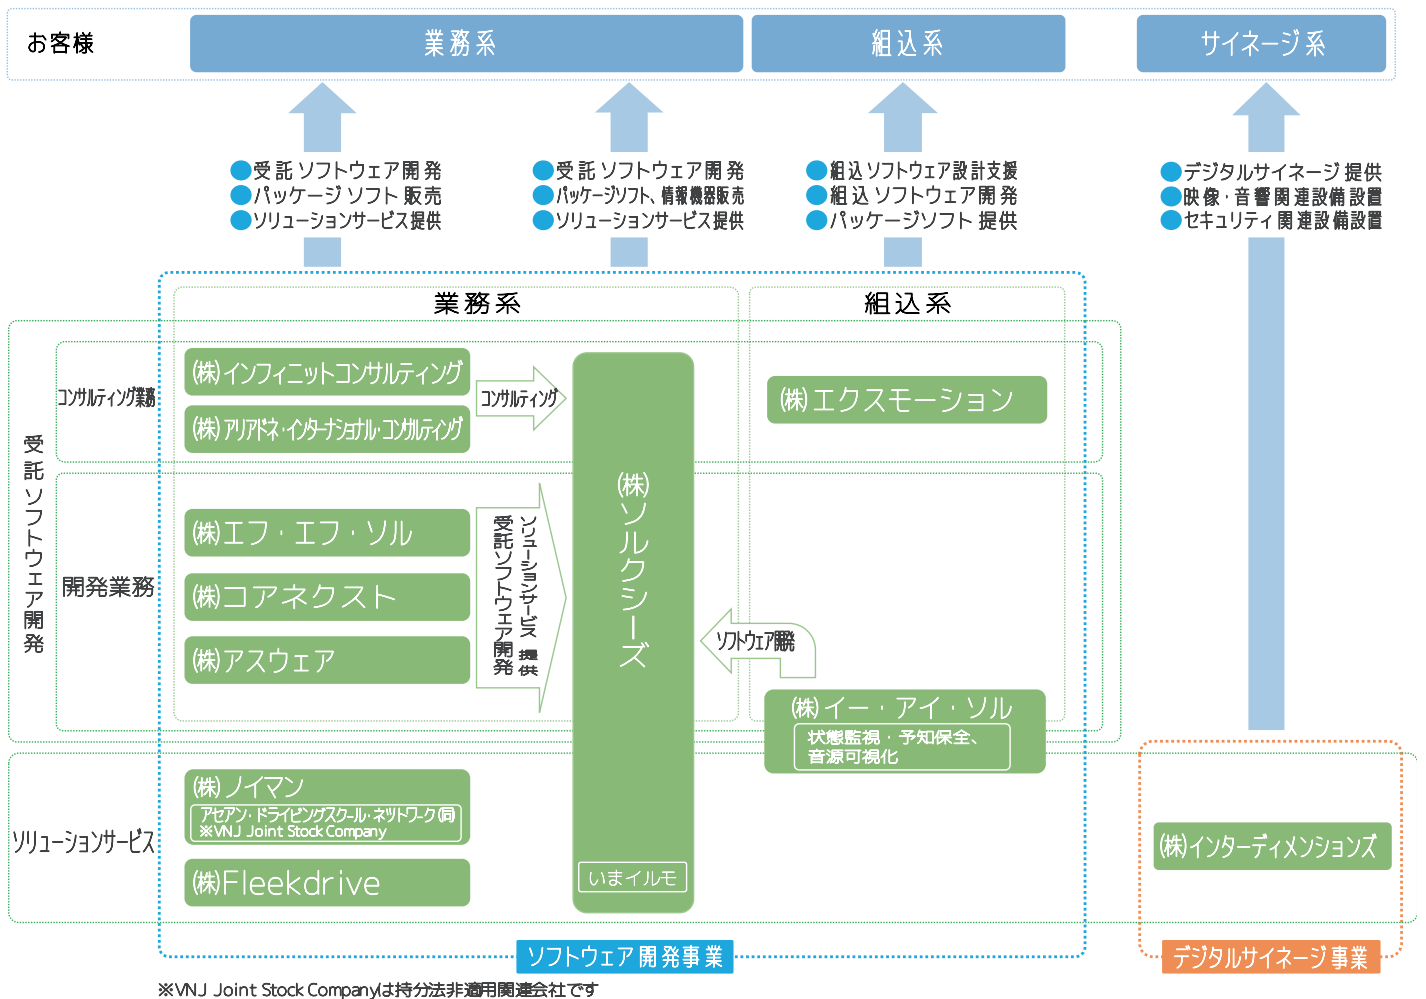 お客様
業務系
組込系
サイネージ系
受託ソフトウェア開発
パッケージソフト販売
ソリューションサービス提供
受託ソフトウェア開発
パッケージソフト、情報機器販売
ソリューションサービス提供
組込ソフトウェア設計支援
組込ソフトウェア開発
パッケージソフト提供
デジタルサイネージ提供
映像・音響関連設備設置
セキュリティ関連設備設置
業務系
組込系
受託ソフトウェア開発
コンサルティング業務
(株)インフィニットコンサルティング
(株)アリアドネ・インターナショナル・コンサルティング
コンサルティング
(株)ソルクシーズ
いまイルモ
(株)エクスモーション
開発業務
(株)エフ・エフ・ソル
(株)コアネクスト
(株)アスウェア
ソリューションサービス提供
受託ソフトウェア開発
ソフトウェア開発
(株)イー・アイ・ソル
状態監視・予知保全、
音源可視化
ソリューションサービス
(株)ノイマン
アセアン・ドライビングスクール・ネットワーク(同)
※VNJ Joint Stock Company
(株)Fleekdrive
(株)インターディメンションズ
ソフトウェア開発事業
デジタルサイネージ事業
※VNJ Joint Stock Companyは持分法非適用関連会社です